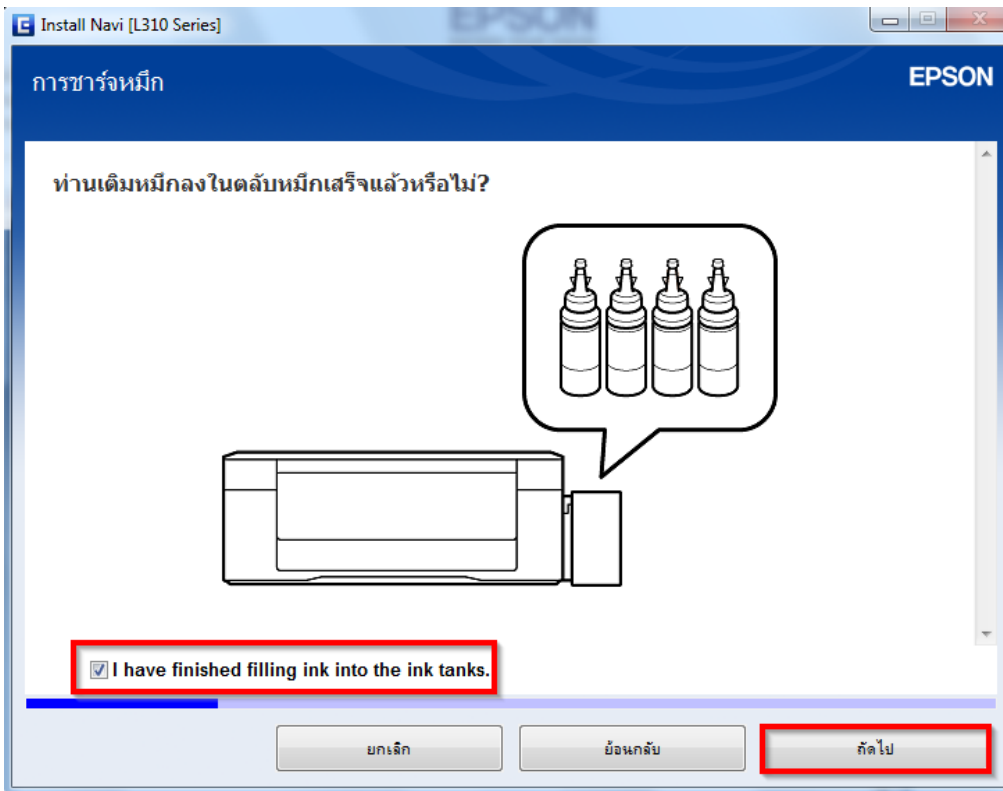 EPSON
Install Navi [L310 Series]
การชาร์จหมึก
EPSON
ท่านเติมหมึกลงในตลับหมึกเสร็จแล้วหรือไม่?
I have finished filling ink into the ink tanks.
ยกเลิก
ย้อนกลับ
ถัดไป